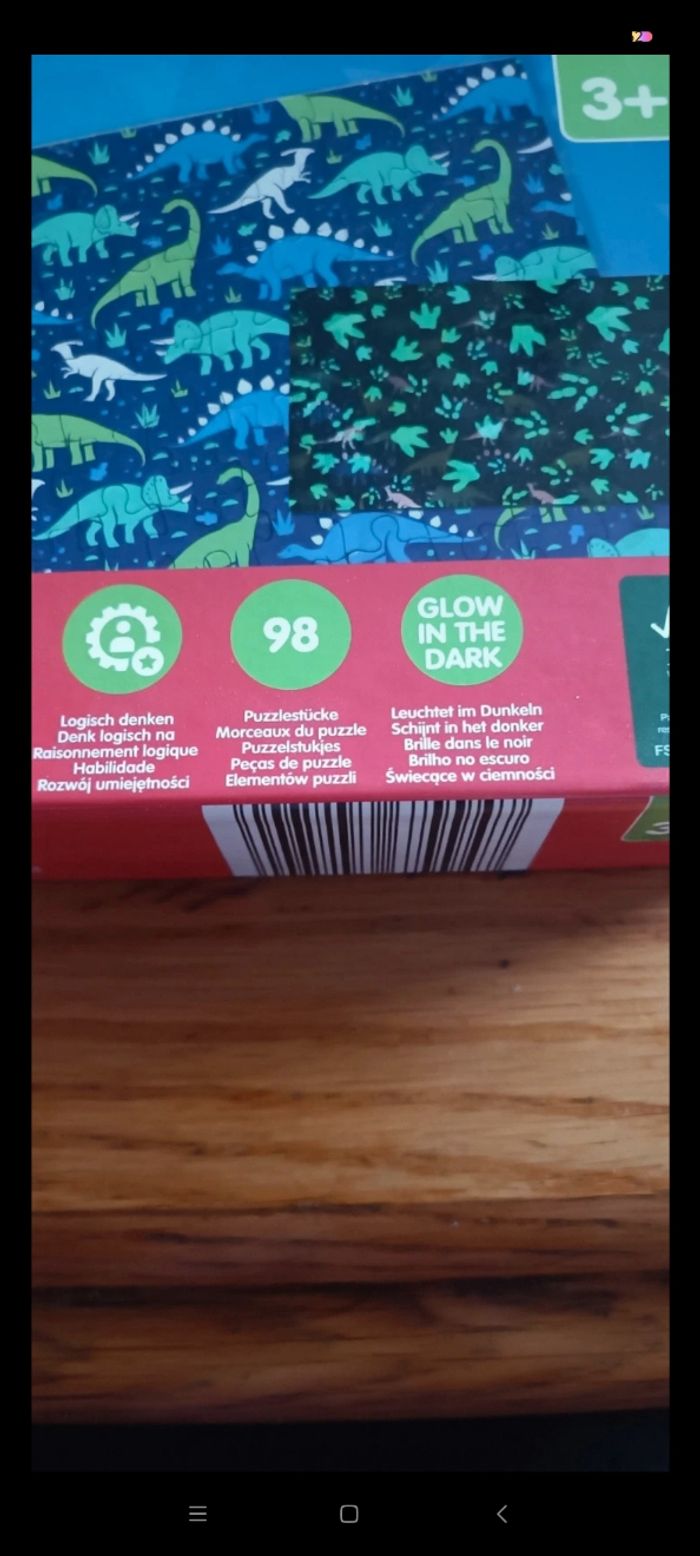 3+
98
GLOW
IN THE
DARK
Logisch denken
Denk logisch na
Raisonnement logique
Habilidade
Rozwój umiejętności
Puzzlestücke
Morceaux du puzzle
Puzzelstukjes
Peças de puzzle
Elementów puzzli
Leuchtet im Dunkeln
Schijnt in het donker
Brille dans le noir
Brilho no escuro
Świecące w ciemności